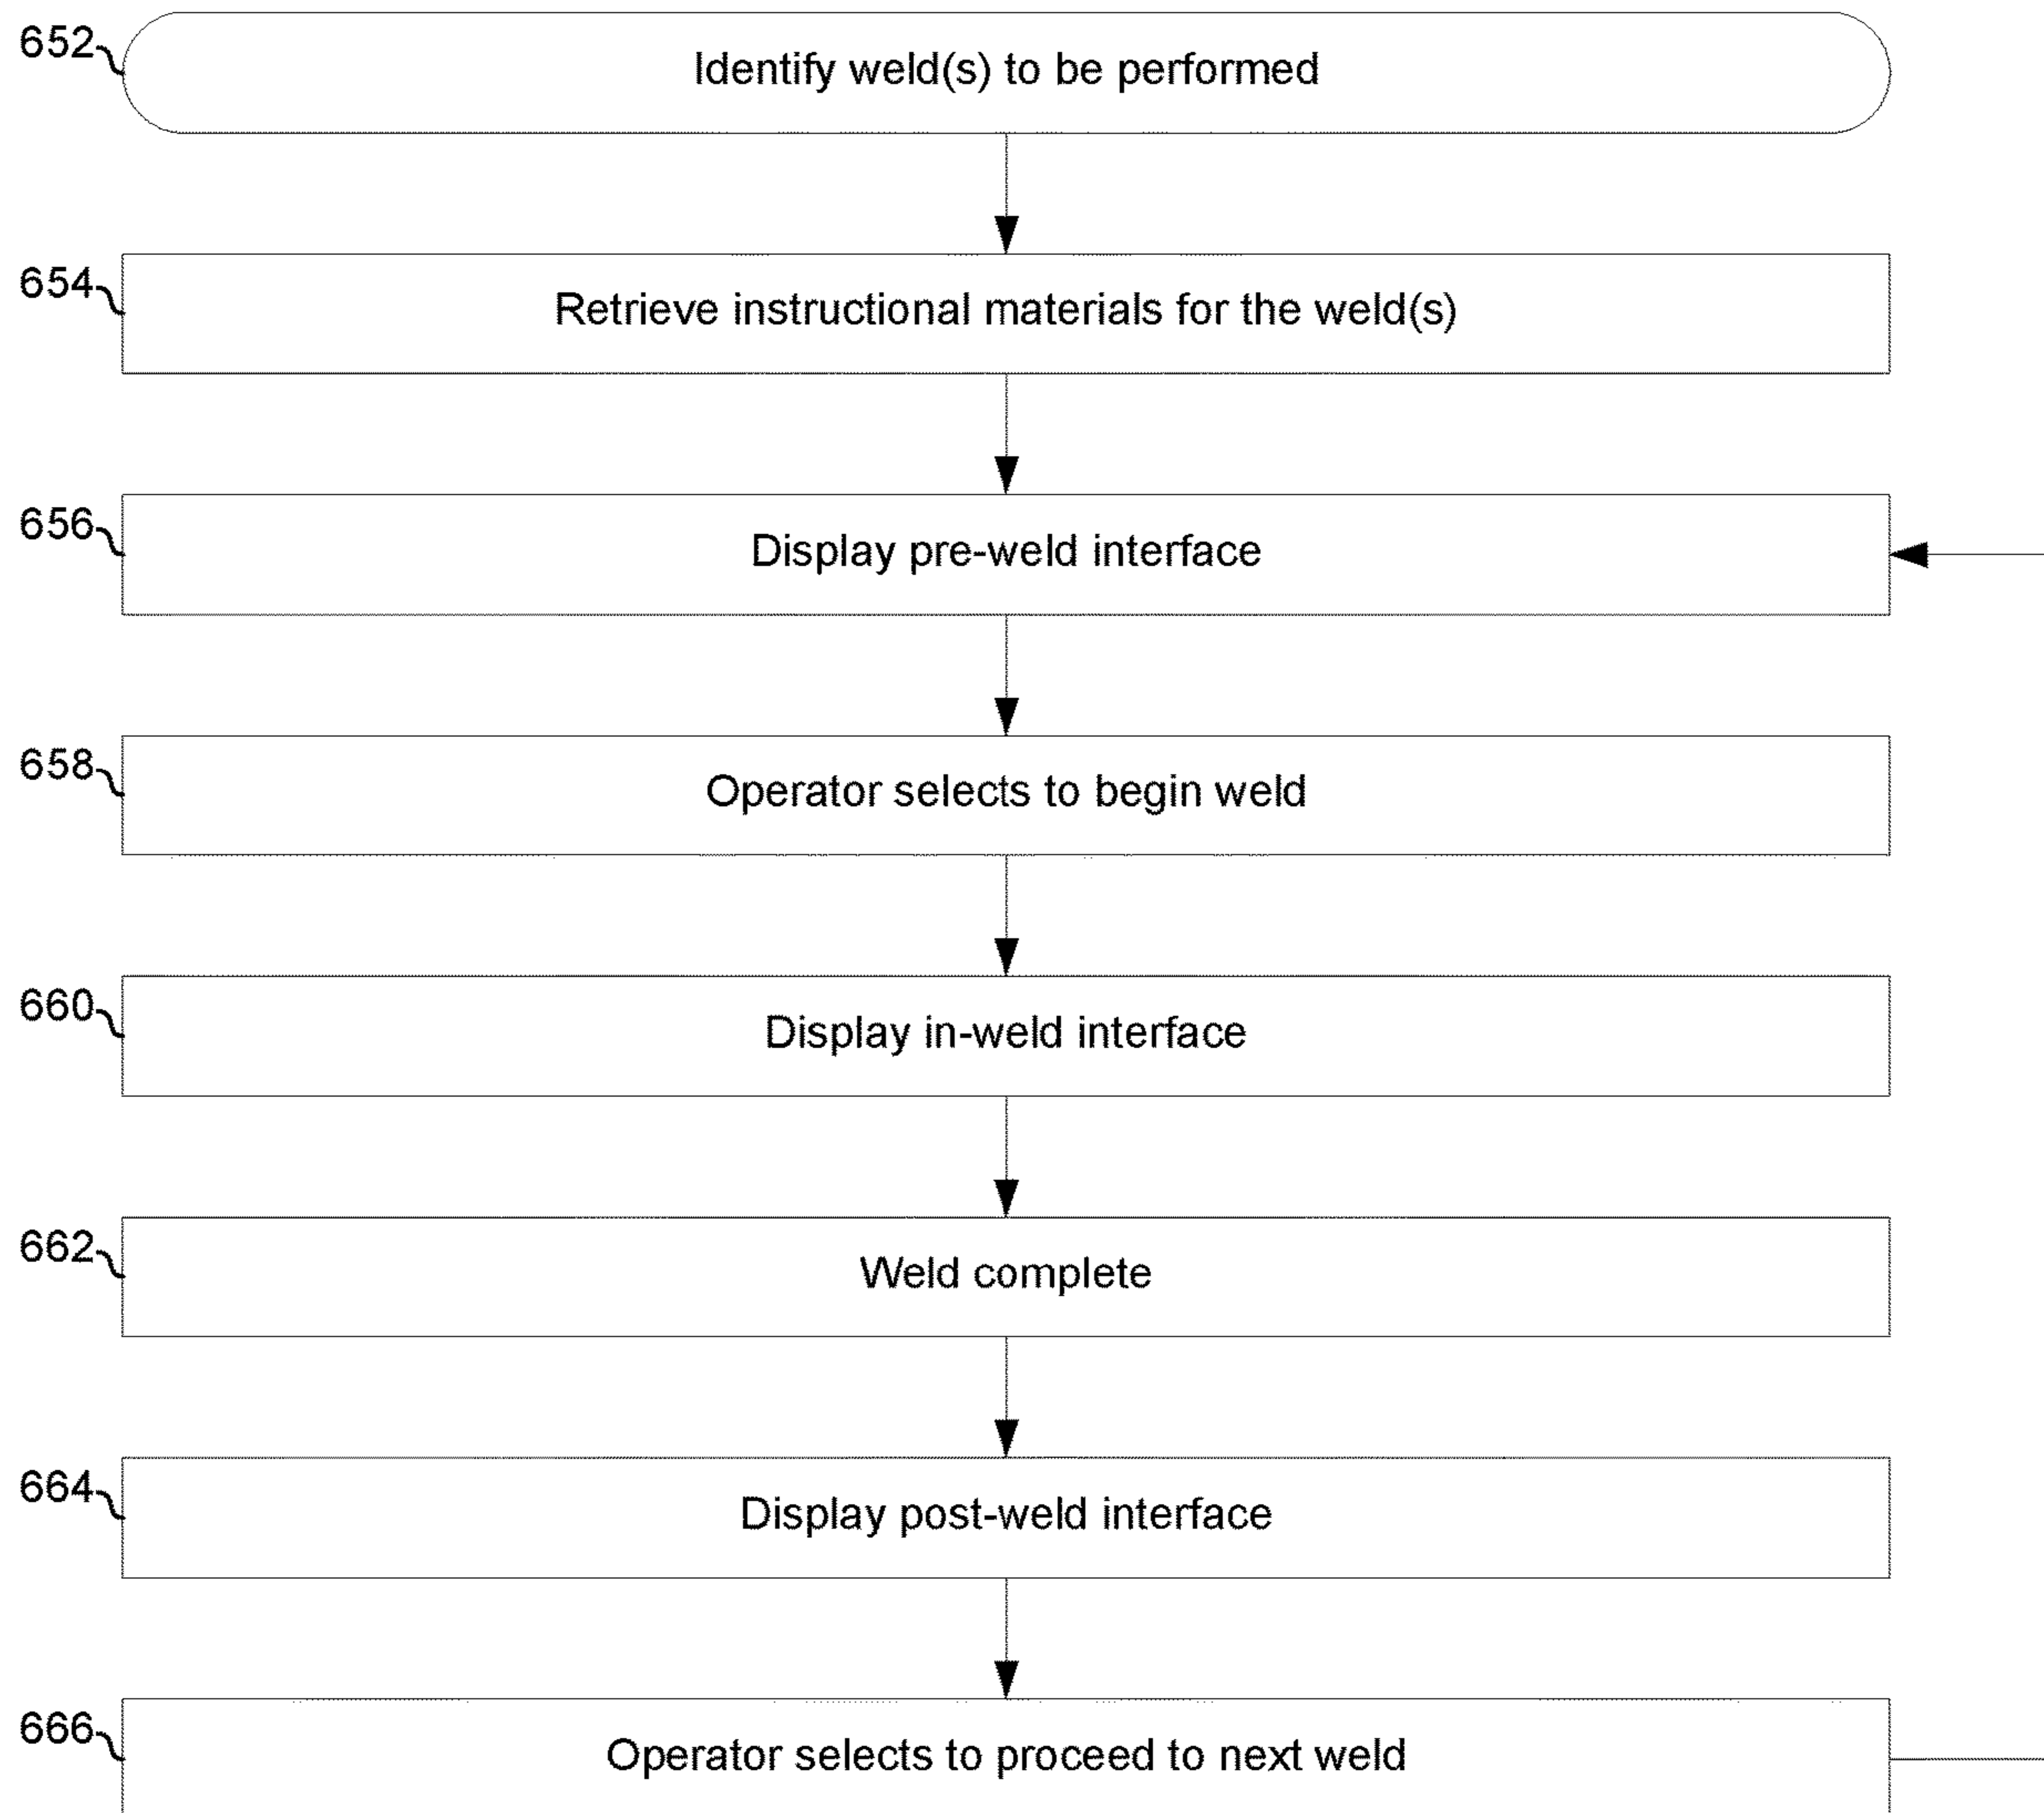 652
Identify weld(s) to be performed
654
Retrieve instructional materials for the weld(s)
656
Display pre-weld interface
658
Operator selects to begin weld
660
Display in-weld interface
662
Weld complete
664
Display post-weld interface
666
Operator selects to proceed to next weld